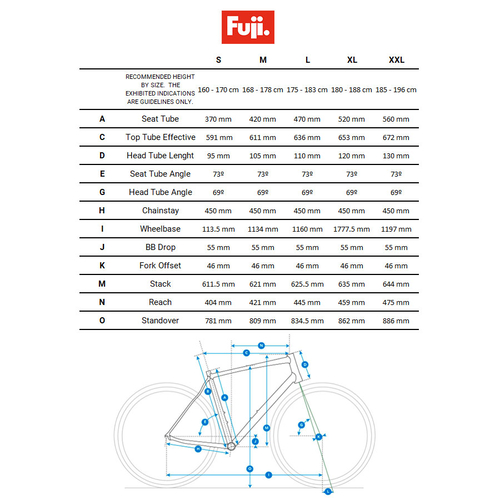 Fuji.
S M L XL XXL
RECOMMENDED HEIGHT
BY SIZE. THE
EXHIBITED INDICATIONS
ARE GUIDELINES ONLY.
160 - 170 cm 168 - 178 cm 175 - 183 cm 180 - 188 cm 185 - 196 cm
A Seat Tube 370 mm 420 mm 470 mm 520 mm 560 mm
C Top Tube Effective 591 mm 611 mm 636 mm 653 mm 672 mm
D Head Tube Lenght 95 mm 105 mm 110 mm 120 mm 130 mm
E Seat Tube Angle 73º 73º 73º 73º 73º
G Head Tube Angle 69º 69º 69º 69º 69º
H Chainstay 450 mm 450 mm 450 mm 450 mm 450 mm
I Wheelbase 113.5 mm 1134 mm 1160 mm 1777.5 mm 1197 mm
J BB Drop 55 mm 55 mm 55 mm 55 mm 55 mm
K Fork Offset 46 mm 46 mm 46 mm 46 mm 46 mm
M Stack 611.5 mm 621 mm 625.5 mm 635 mm 644 mm
N Reach 404 mm 421 mm 445 mm 459 mm 475 mm
O Standover 781 mm 809 mm 834.5 mm 862 mm 886 mm
N
C
D
B
A
E
G
M
K
J
H
O
I
L